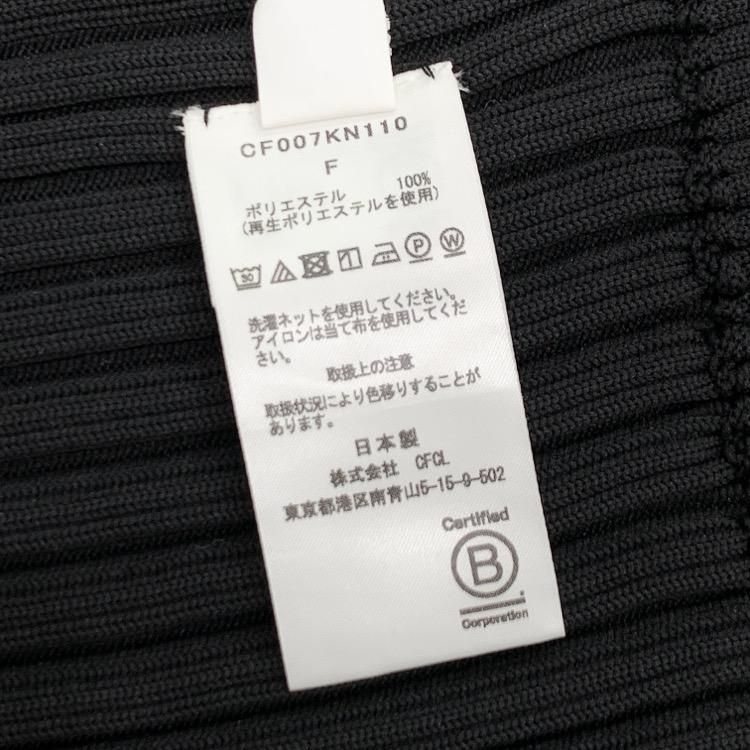 CF007KN110
F
ポリエステル 100%
(再生ポリエステルを使用)
30
P W
洗濯ネットを使用してください。
アイロンは当て布を使用してくだ
さい。
取扱上の注意
取扱状況により色移りすることが
あります。
日本製
株式会社 CFCL
東京都港区南青山5-15-9-502
Certified
B
Corporation